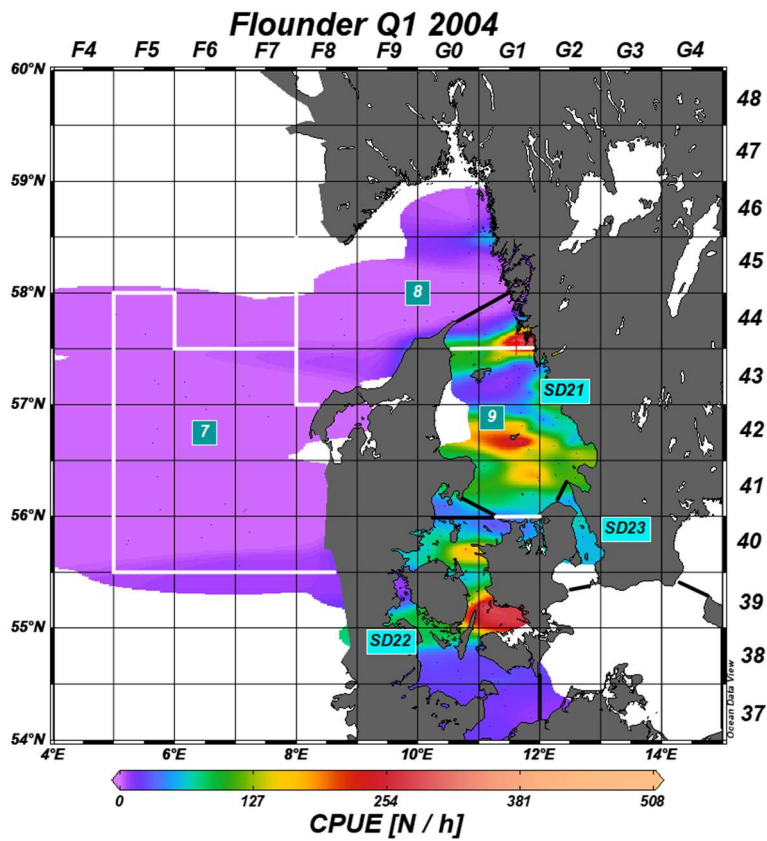 Flounder Q1 2004
F4 F5 F6 F7 F8 F9 G0 G1 G2 G3 G4
60°N
48
47
59°N
46
45
58°N
8
44
43
SD21
57°N
9
7
42
41
56°N
SD23
40
39
55°N
SD22
38
37
Ocean Data View
54°N
4°E 6°E 8°E 10°E 12°E 14°E
0 127 254 381 508
CPUE [N / h]